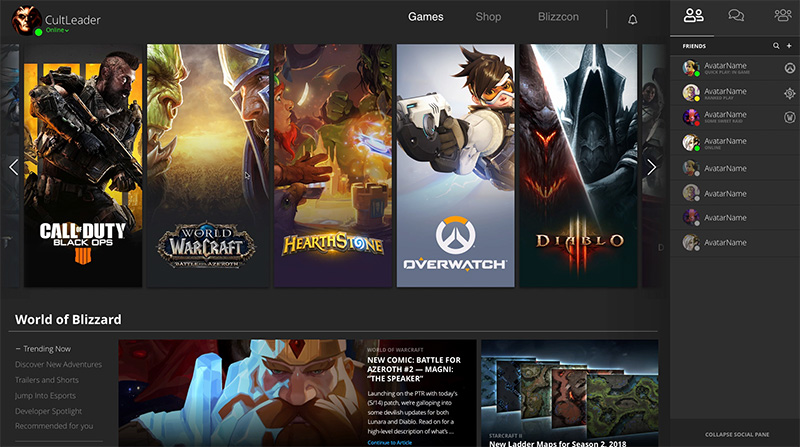 CultLeader
Online
Games
Shop
Blizzcon
FRIENDS
AvatarName
QUICK PLAY: IN GAME
AvatarName
RANKED PLAY
AvatarName
AvatarName
ONLINE
AvatarName
AvatarName
AvatarName
AvatarName
CALL OF DUTY
BLACK OPS
IIII
WORLD
OF
WARCRAFT
BATTLE FOR AZEROTH
HEARTHSTONE
OVERWATCH
DIABLO
III
D
World of Blizzard
– Trending Now
Discover New Adventures
Trailers and Shorts
Jump Into Esports
Developer Spotlight
Recommended for you
WORLD OF WARCRAFT
NEW COMIC: BATTLE FOR
AZEROTH #2 — MAGNI:
“THE SPEAKER”
Launching on the PTR with today's
(5/14) patch, we're galloping into
some devilish updates for both
Lunara and Diablo. Read on for a
high-level description of what's ...
Continue to Article
STARCRAFT II
New Ladder Maps for Season 2, 2018
COLLAPSE SOCIAL PANE